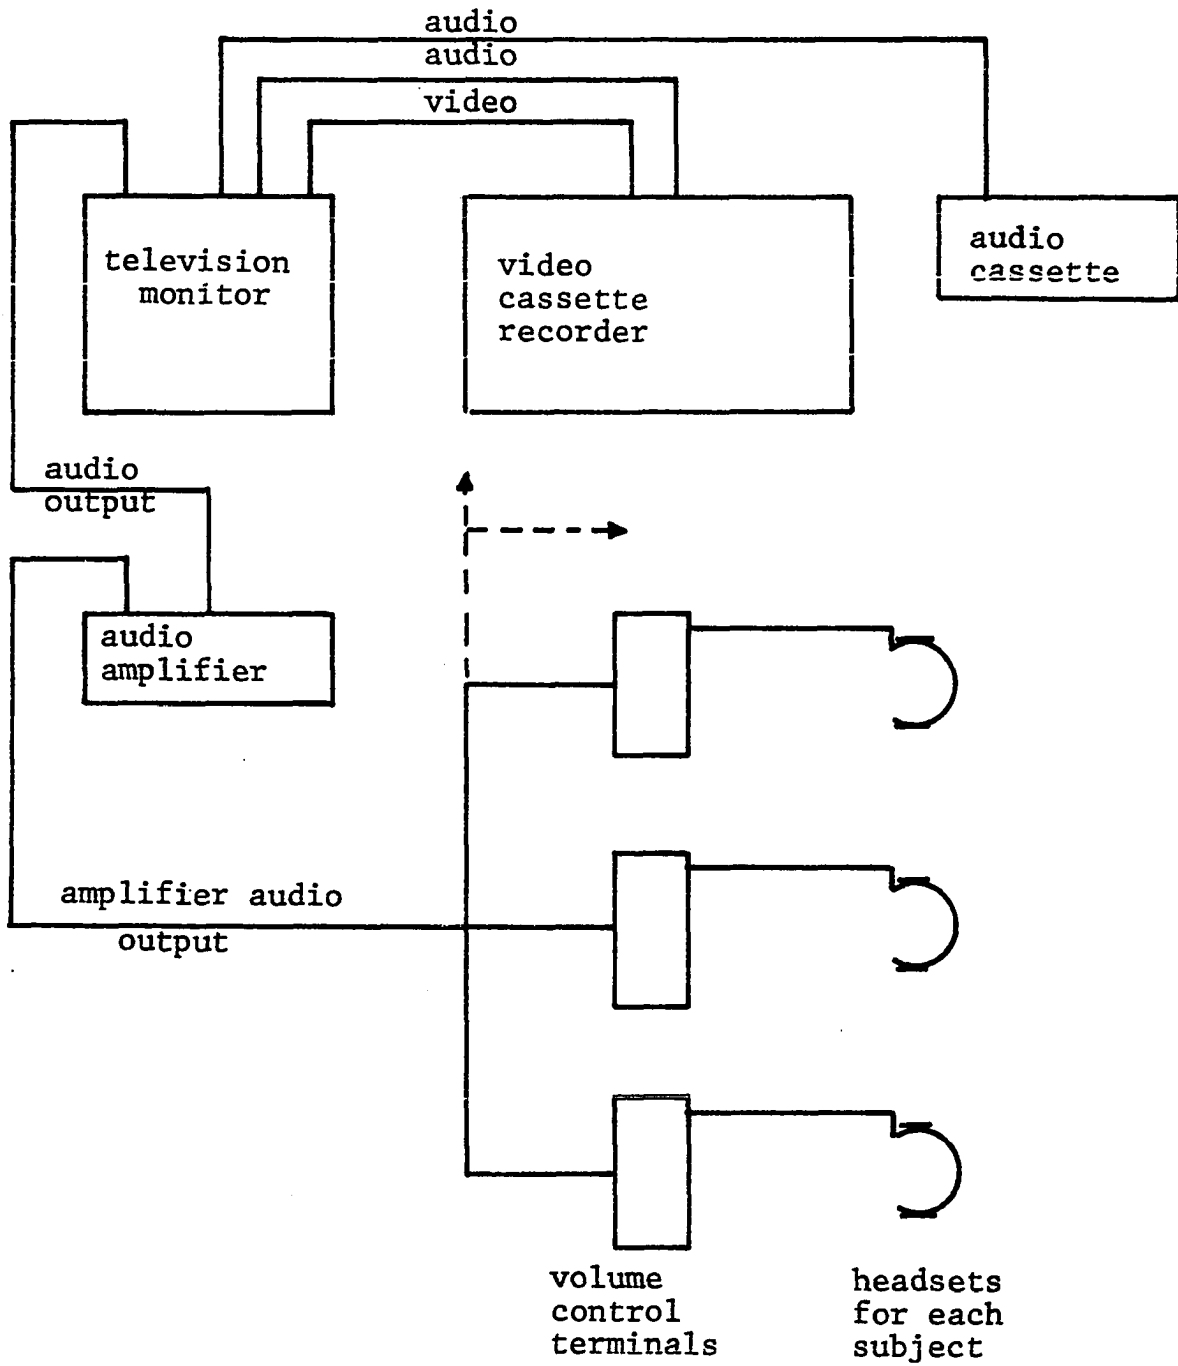 audio
audio
video
television
monitor
video
cassette
recorder
audio
cassette
audio
output
audio
amplifier
amplifier audio
output
volume
control
terminals
headsets
for each
subject